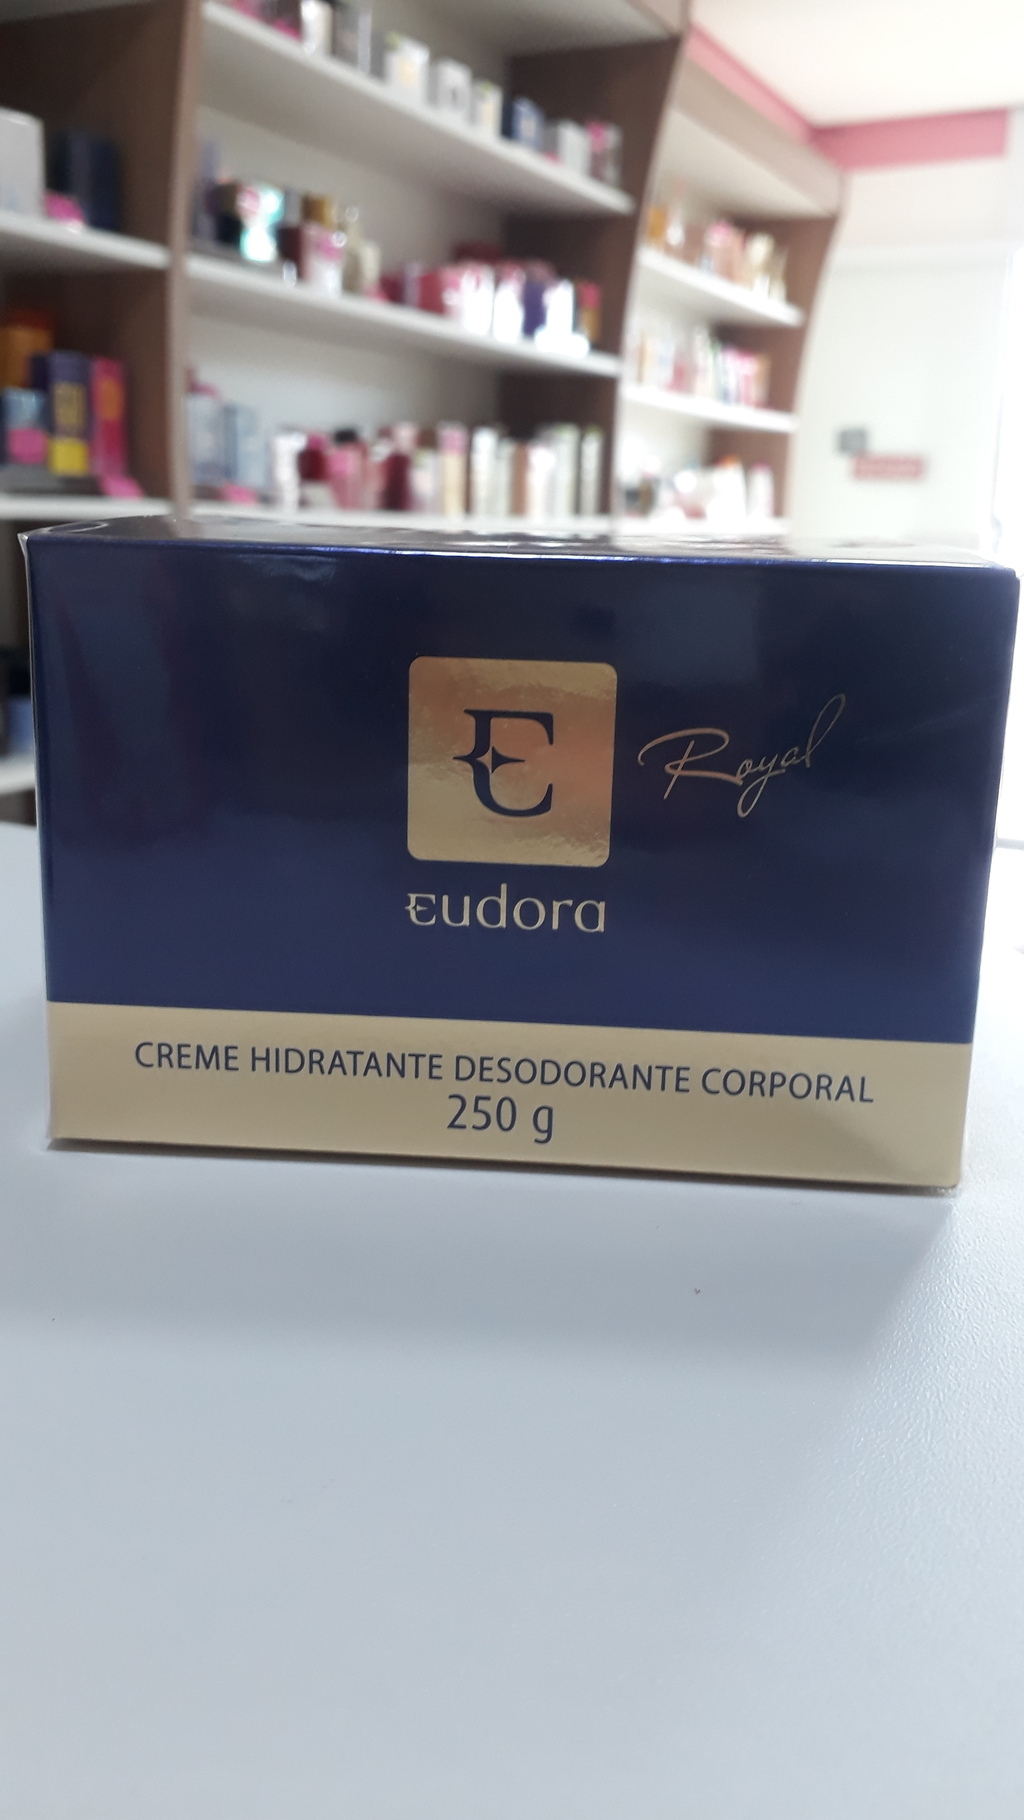 E
Royal
eudora
CREME HIDRATANTE DESODORANTE CORPORAL
250 g